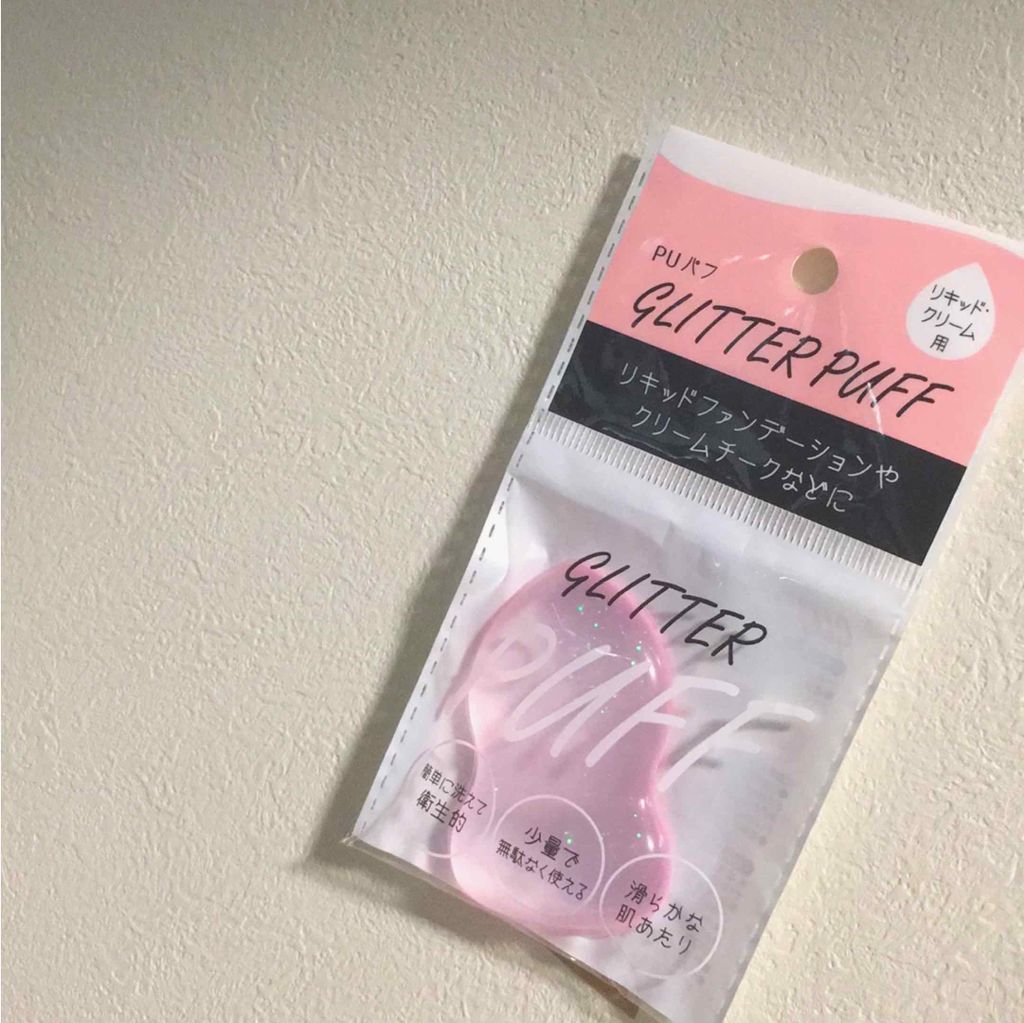 PUパフ
GLITTER PUFF
リキッド・
クリーム
用
リキッドファンデーションや
クリームチークなどに
GLITTER
PUFF
簡単に洗えて
衛生的
少量で
無駄なく使える
滑らかな
肌あたり